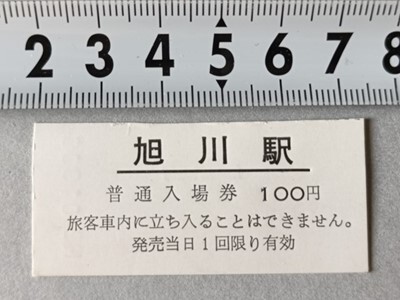 2 3 4 5 6 7 8
旭川駅
普通入場券 100円
旅客車内に立ち入ることはできません。
発売当日1回限り有効